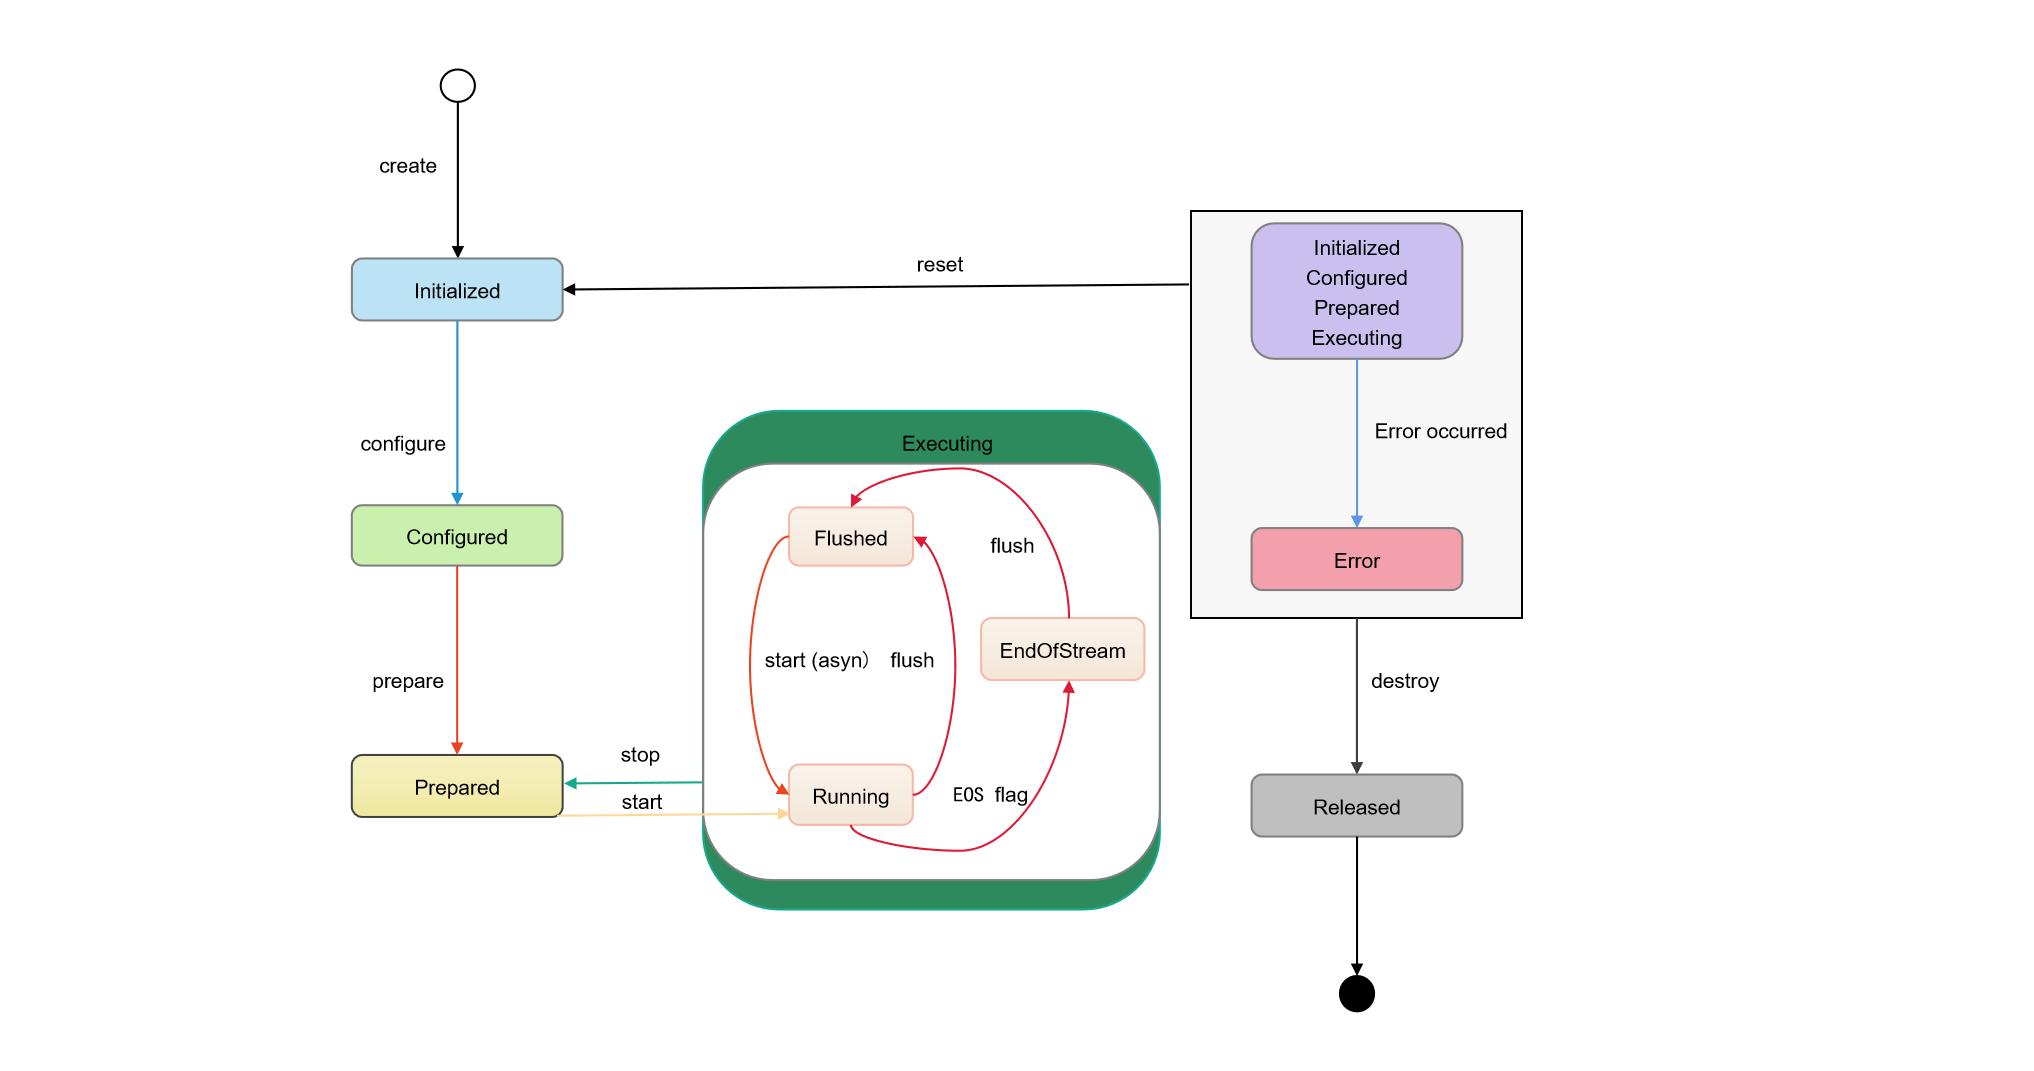 create
Initialized
reset
Initialized
Configured
Prepared
Executing
configure
Executing
Error occurred
Configured
Flushed
flush
Error
start (asyn） flush
EndOfStream
prepare
destroy
stop
Prepared
start
Running
EOS flag
Released